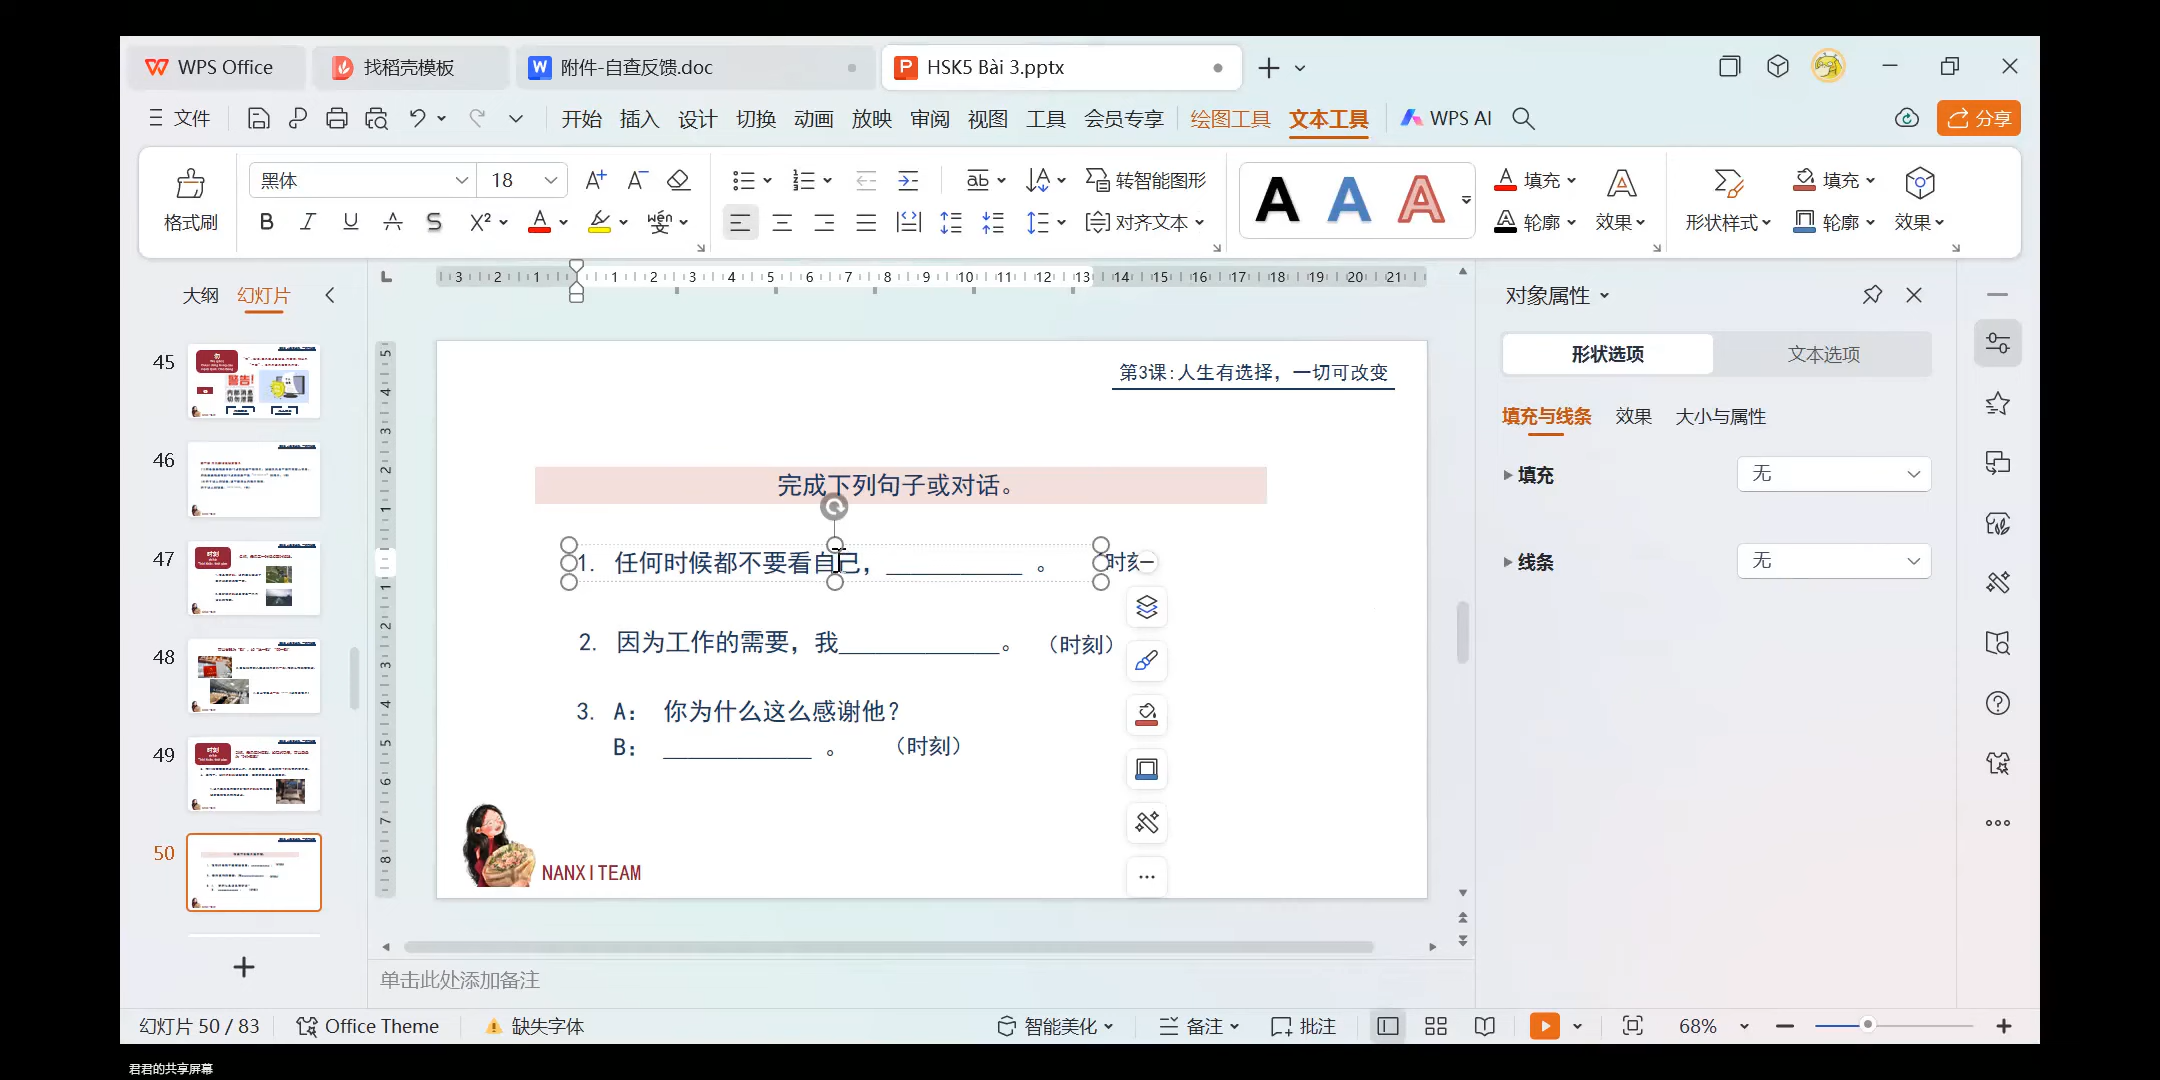 WPS Office
找稻壳模板
附件-自查反馈.doc
HSK5 Bài 3.pptx
文件
开始 插入 设计 切换 动画 放映 审阅 视图 工具 会员专享 绘图工具 文本工具 WPS AI
分享
格式刷
黑体 18
转智能图形
对齐文本
填充
轮廓
效果
形状样式
填充
轮廓
效果
大纲 幻灯片
45
46
47
48
49
50
第3课:人生有选择，一切可改变
完成下列句子或对话。
1. 任何时候都不要看自己，___________ 。 时刻
2. 因为工作的需要，我_____________。 （时刻）
3. A： 你为什么这么感谢他？
B： ____________ 。 （时刻）
NANXITEAM
对象属性
形状选项 文本选项
填充与线条 效果 大小与属性
填充 无
线条 无
单击此处添加备注
幻灯片 50 / 83 Office Theme 缺失字体 智能美化 备注 批注 68%
君君的共享屏幕